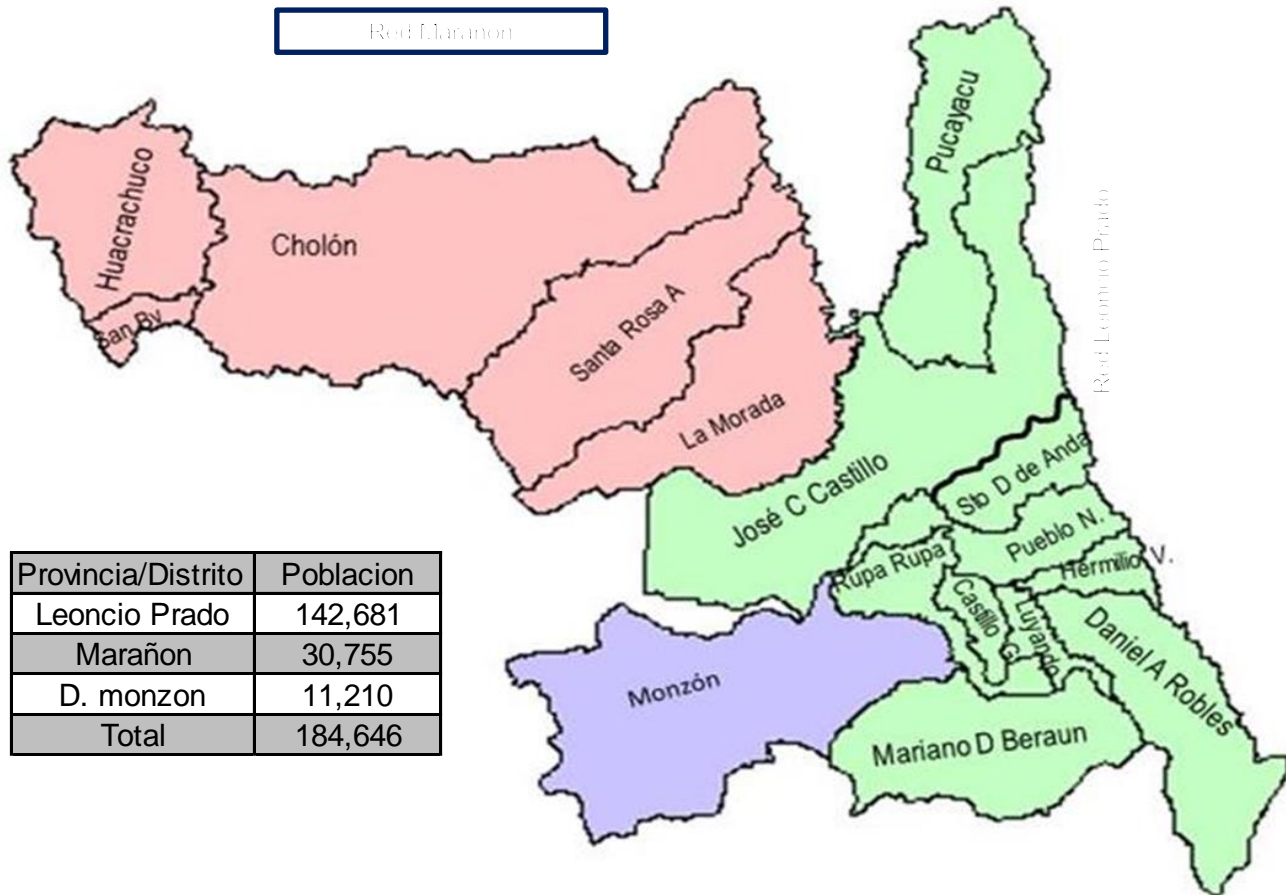 Red Marañon
Pucayacu
Red Leoncio Prado
Huacrachuco
Cholón
San Bv
Santa Rosa A
La Morada
José C Castillo
Sto D de Anda
Pueblo N.
Hermilio V.
Rupa Rupa
Castillo G
Luyando
Daniel A Robles
Monzón
Mariano D Beraun
Provincia/Distrito Poblacion
Leoncio Prado 142,681
Marañon 30,755
D. monzon 11,210
Total 184,646